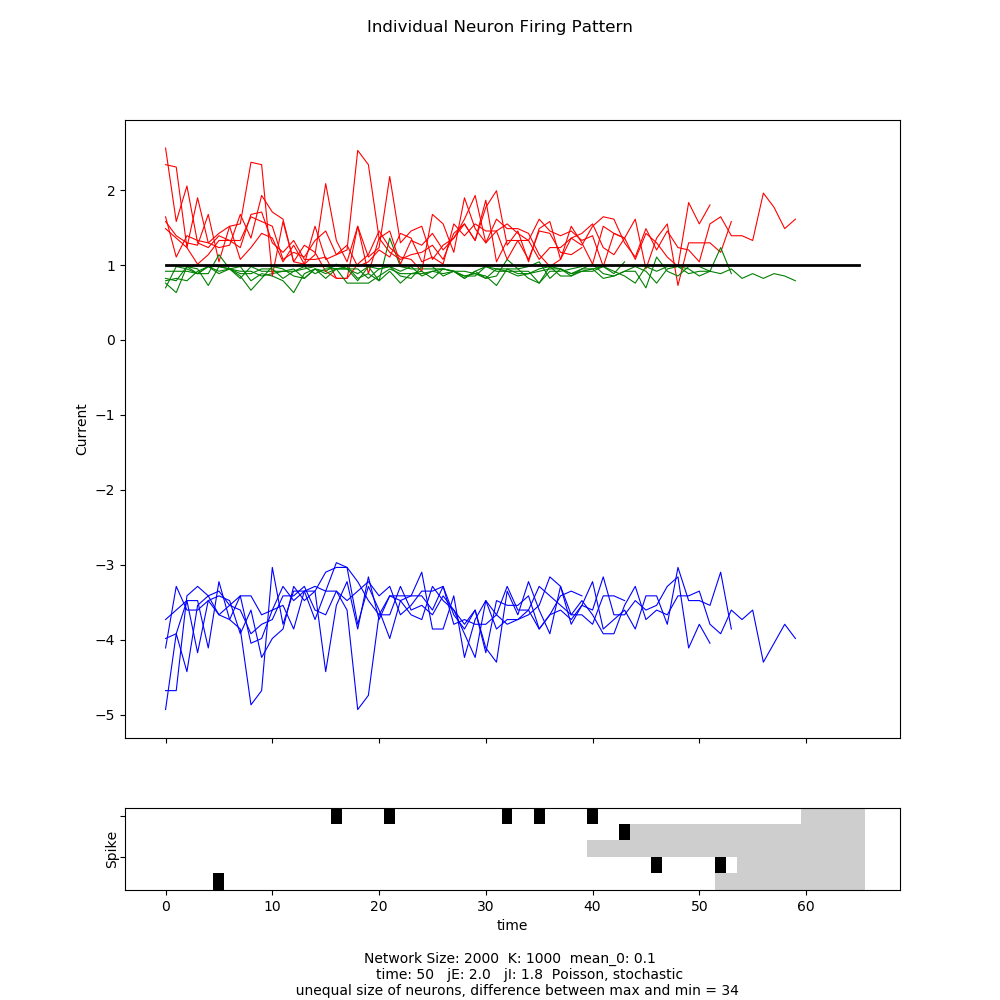 Individual Neuron Firing Pattern
2
1
0
−1
−2
−3
−4
−5
Current
Spike
0 10 20 30 40 50 60
time
Network Size: 2000 K: 1000 mean_0: 0.1
time: 50 jE: 2.0 jI: 1.8 Poisson, stochastic
unequal size of neurons, difference between max and min = 34